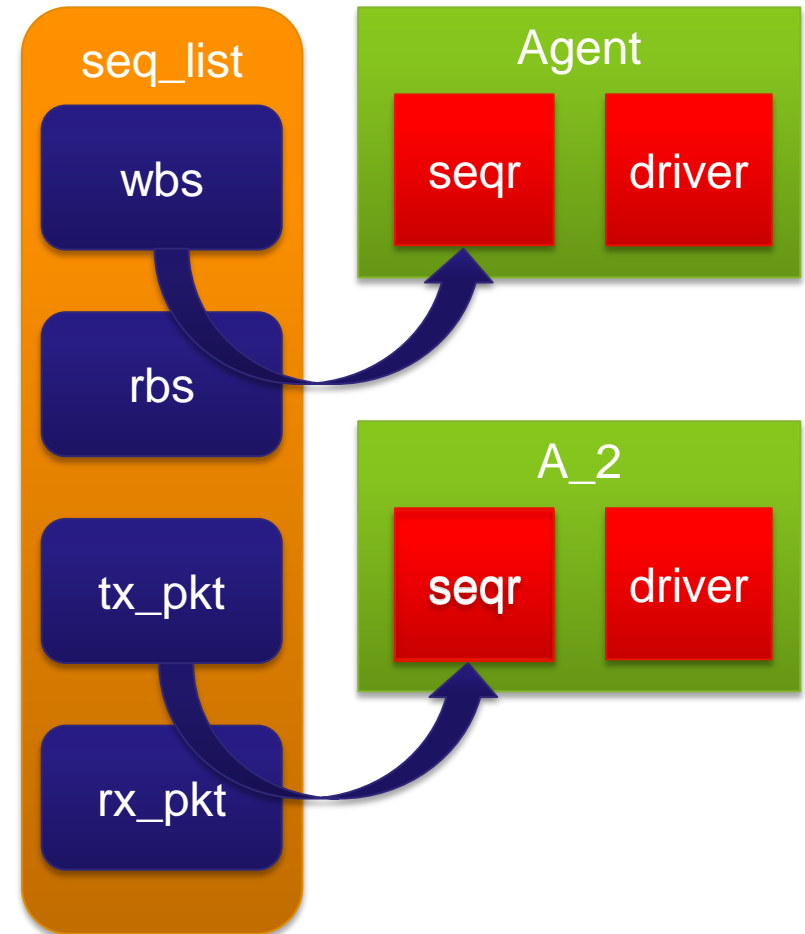 seq_list
wbs
rbs
tx_pkt
rx_pkt
Agent
seqr
driver
A_2
seqr
driver